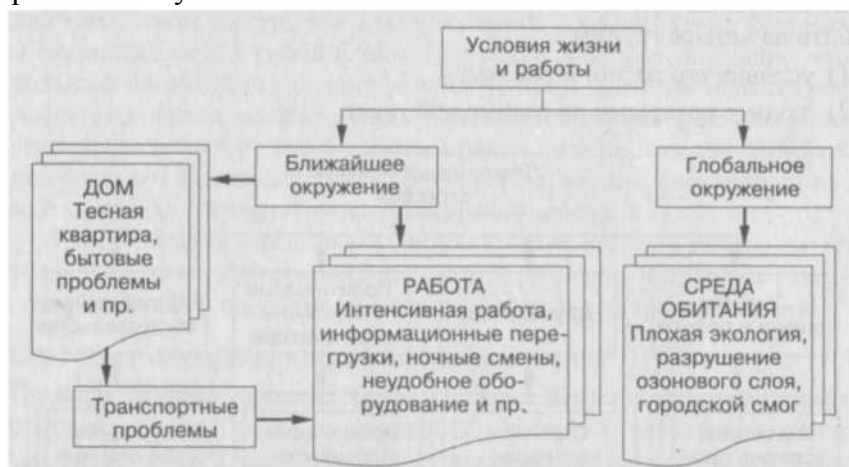 Условия жизни
и работы
Ближайшее
окружение
Глобальное
окружение
ДОМ
Тесная
квартира,
бытовые
проблемы
и пр.
РАБОТА
Интенсивная работа,
информационные пере-
грузки, ночные смены,
неудобное обо-
рудование и пр.
СРЕДА
ОБИТАНИЯ
Плохая экология,
разрушение
озонового слоя,
городской смог
Транспортные
проблемы